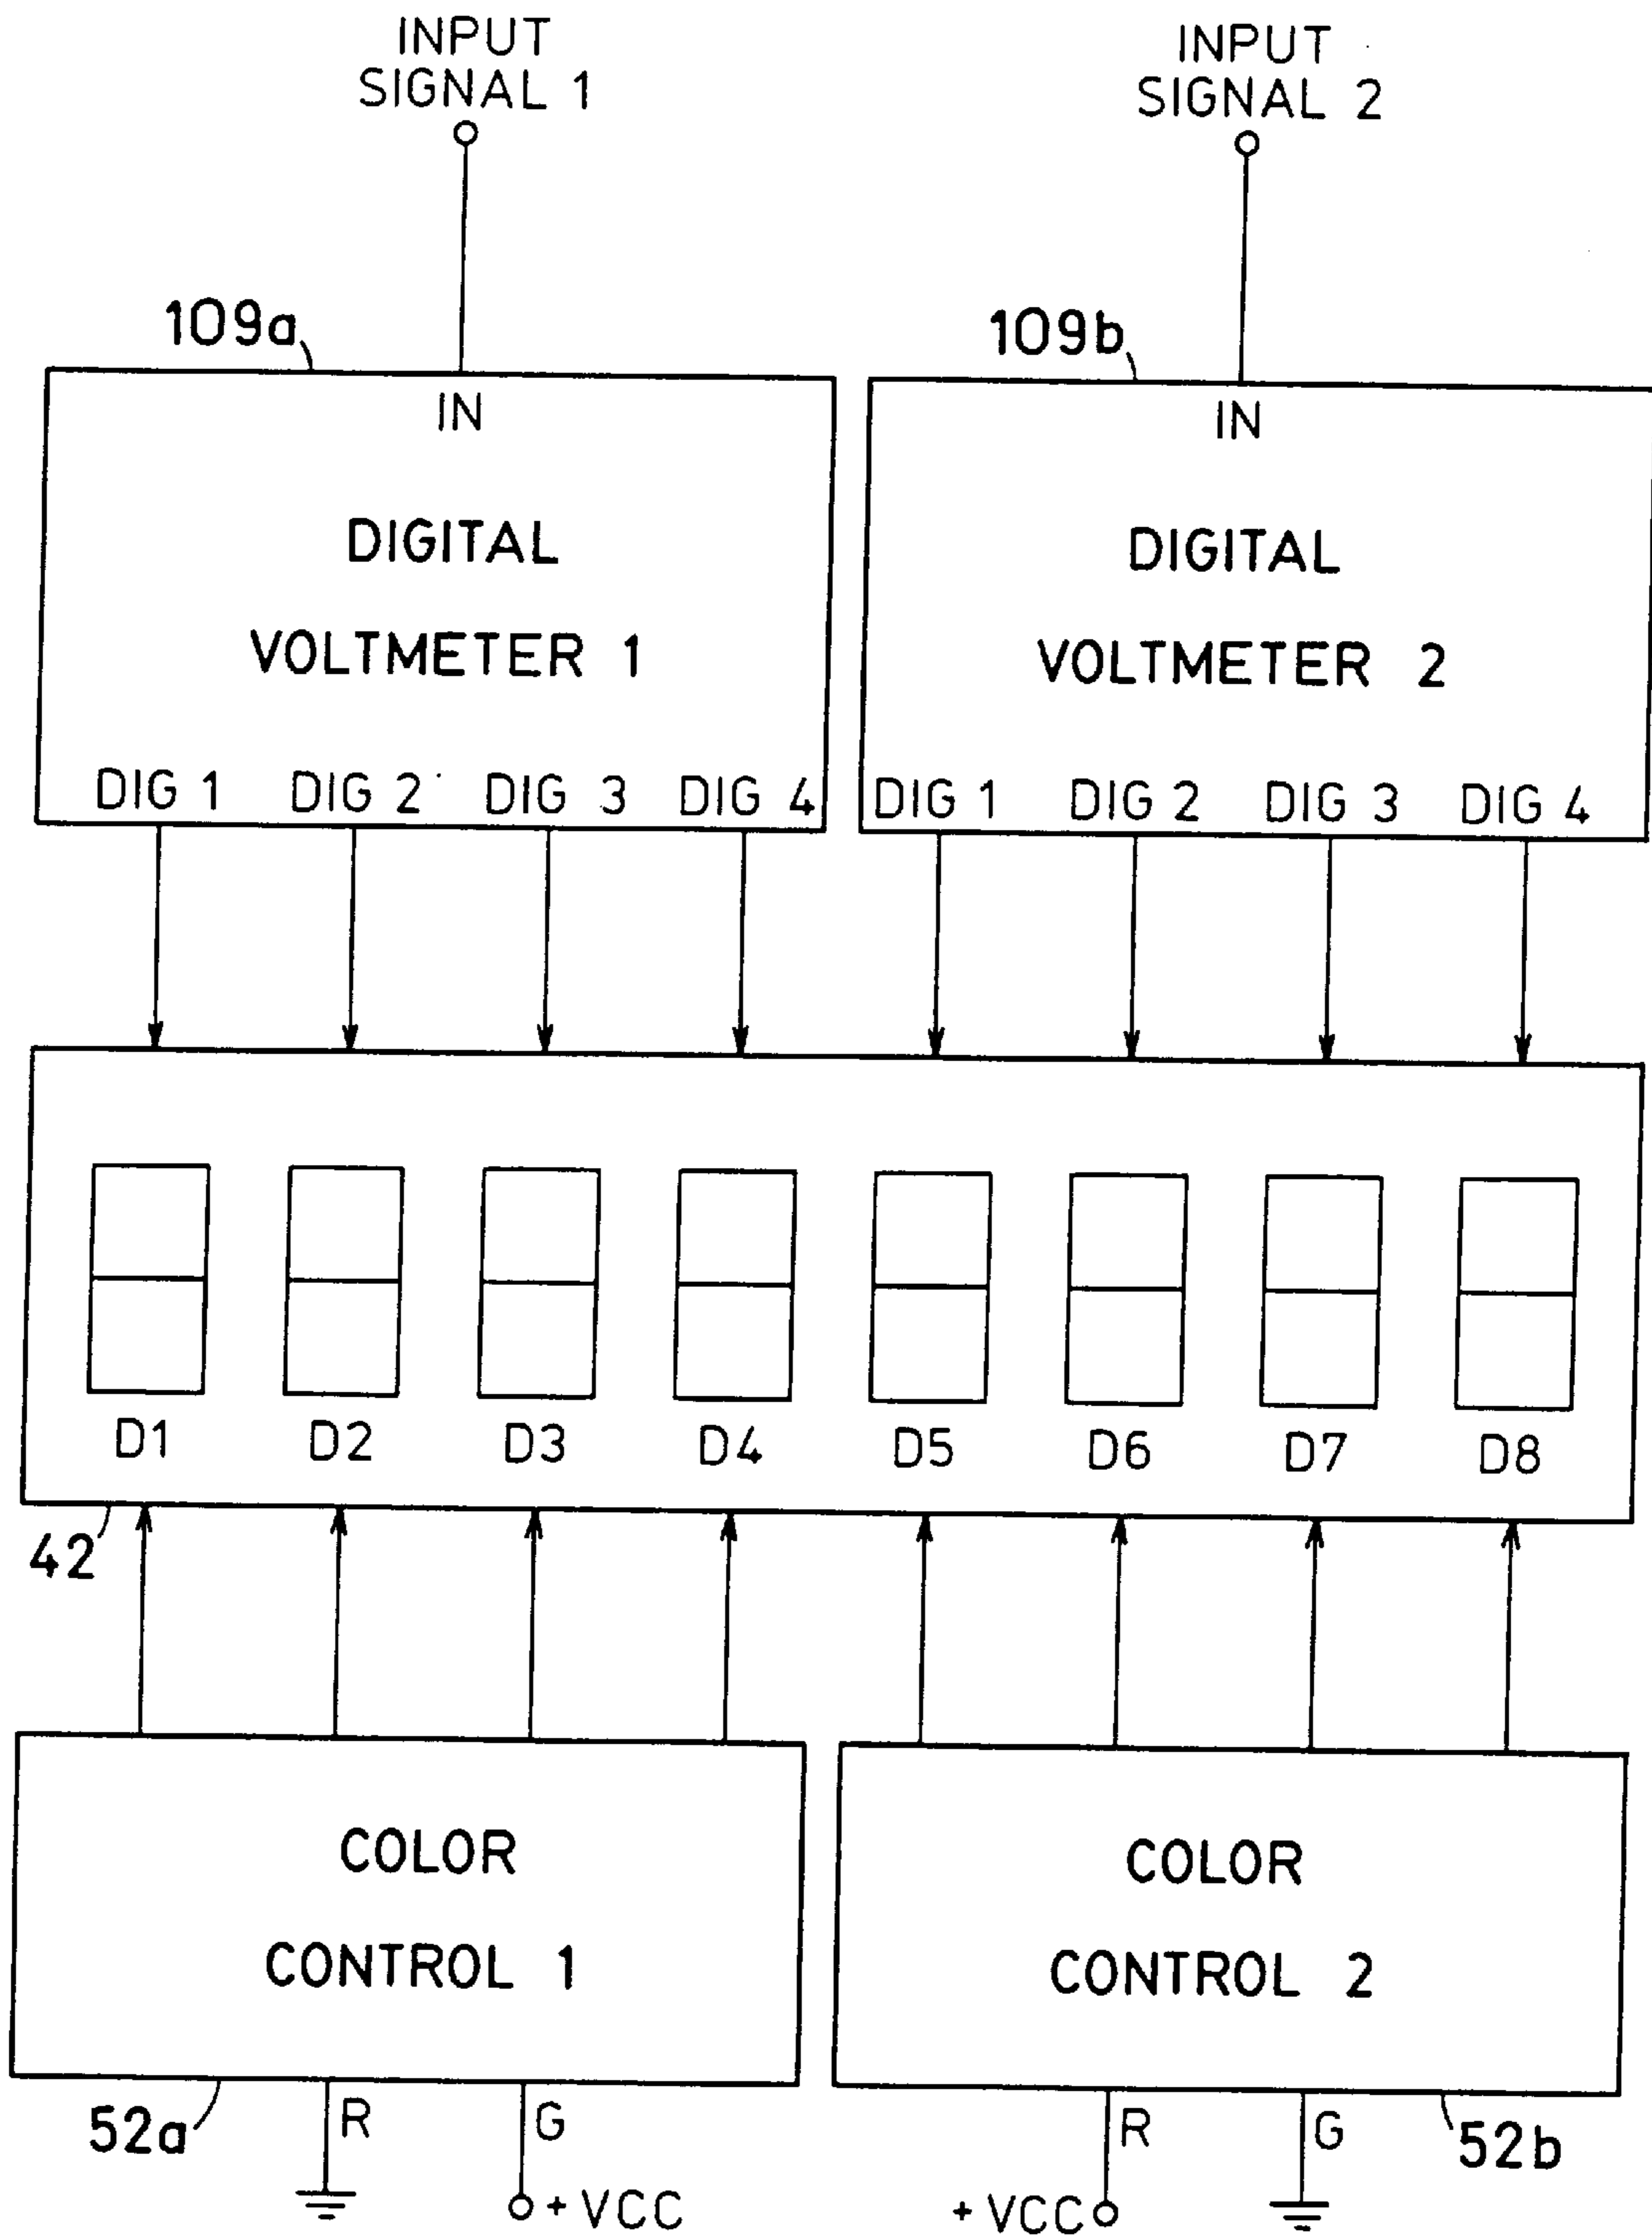 INPUT
SIGNAL 1
INPUT
SIGNAL 2
109a
109b
IN
DIGITAL
VOLTMETER 1
DIG 1 DIG 2 DIG 3 DIG 4
IN
DIGITAL
VOLTMETER 2
DIG 1 DIG 2 DIG 3 DIG 4
D1 D2 D3 D4 D5 D6 D7 D8
42
COLOR
CONTROL 1
COLOR
CONTROL 2
52a
R
G
+VCC
R
G
52b
+VCC